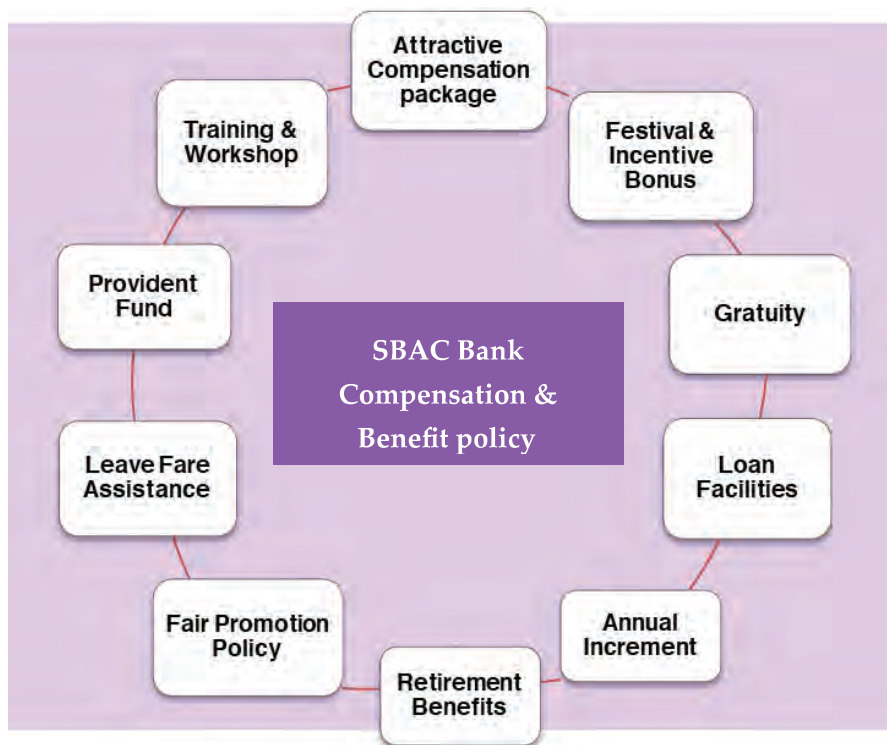 Attractive
Compensation
package
Festival &
Incentive
Bonus
Gratuity
Loan
Facilities
Annual
Increment
Retirement
Benefits
Fair Promotion
Policy
Leave Fare
Assistance
Provident
Fund
Training &
Workshop
SBAC Bank
Compensation &
Benefit policy